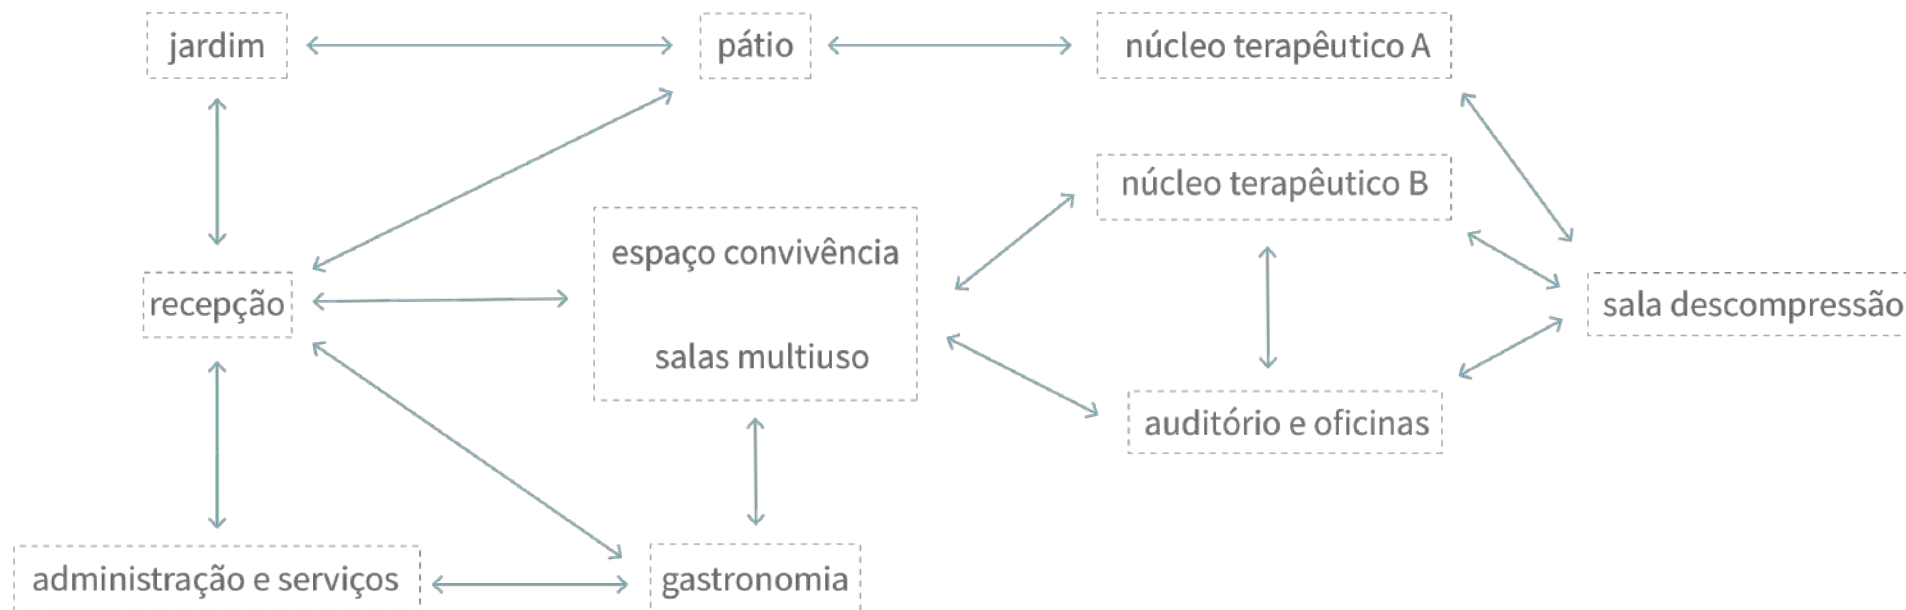 jardim
pátio
núcleo terapêutico A
núcleo terapêutico B
espaço convivência
salas multiuso
recepção
sala descompressão
auditório e oficinas
administração e serviços
gastronomia